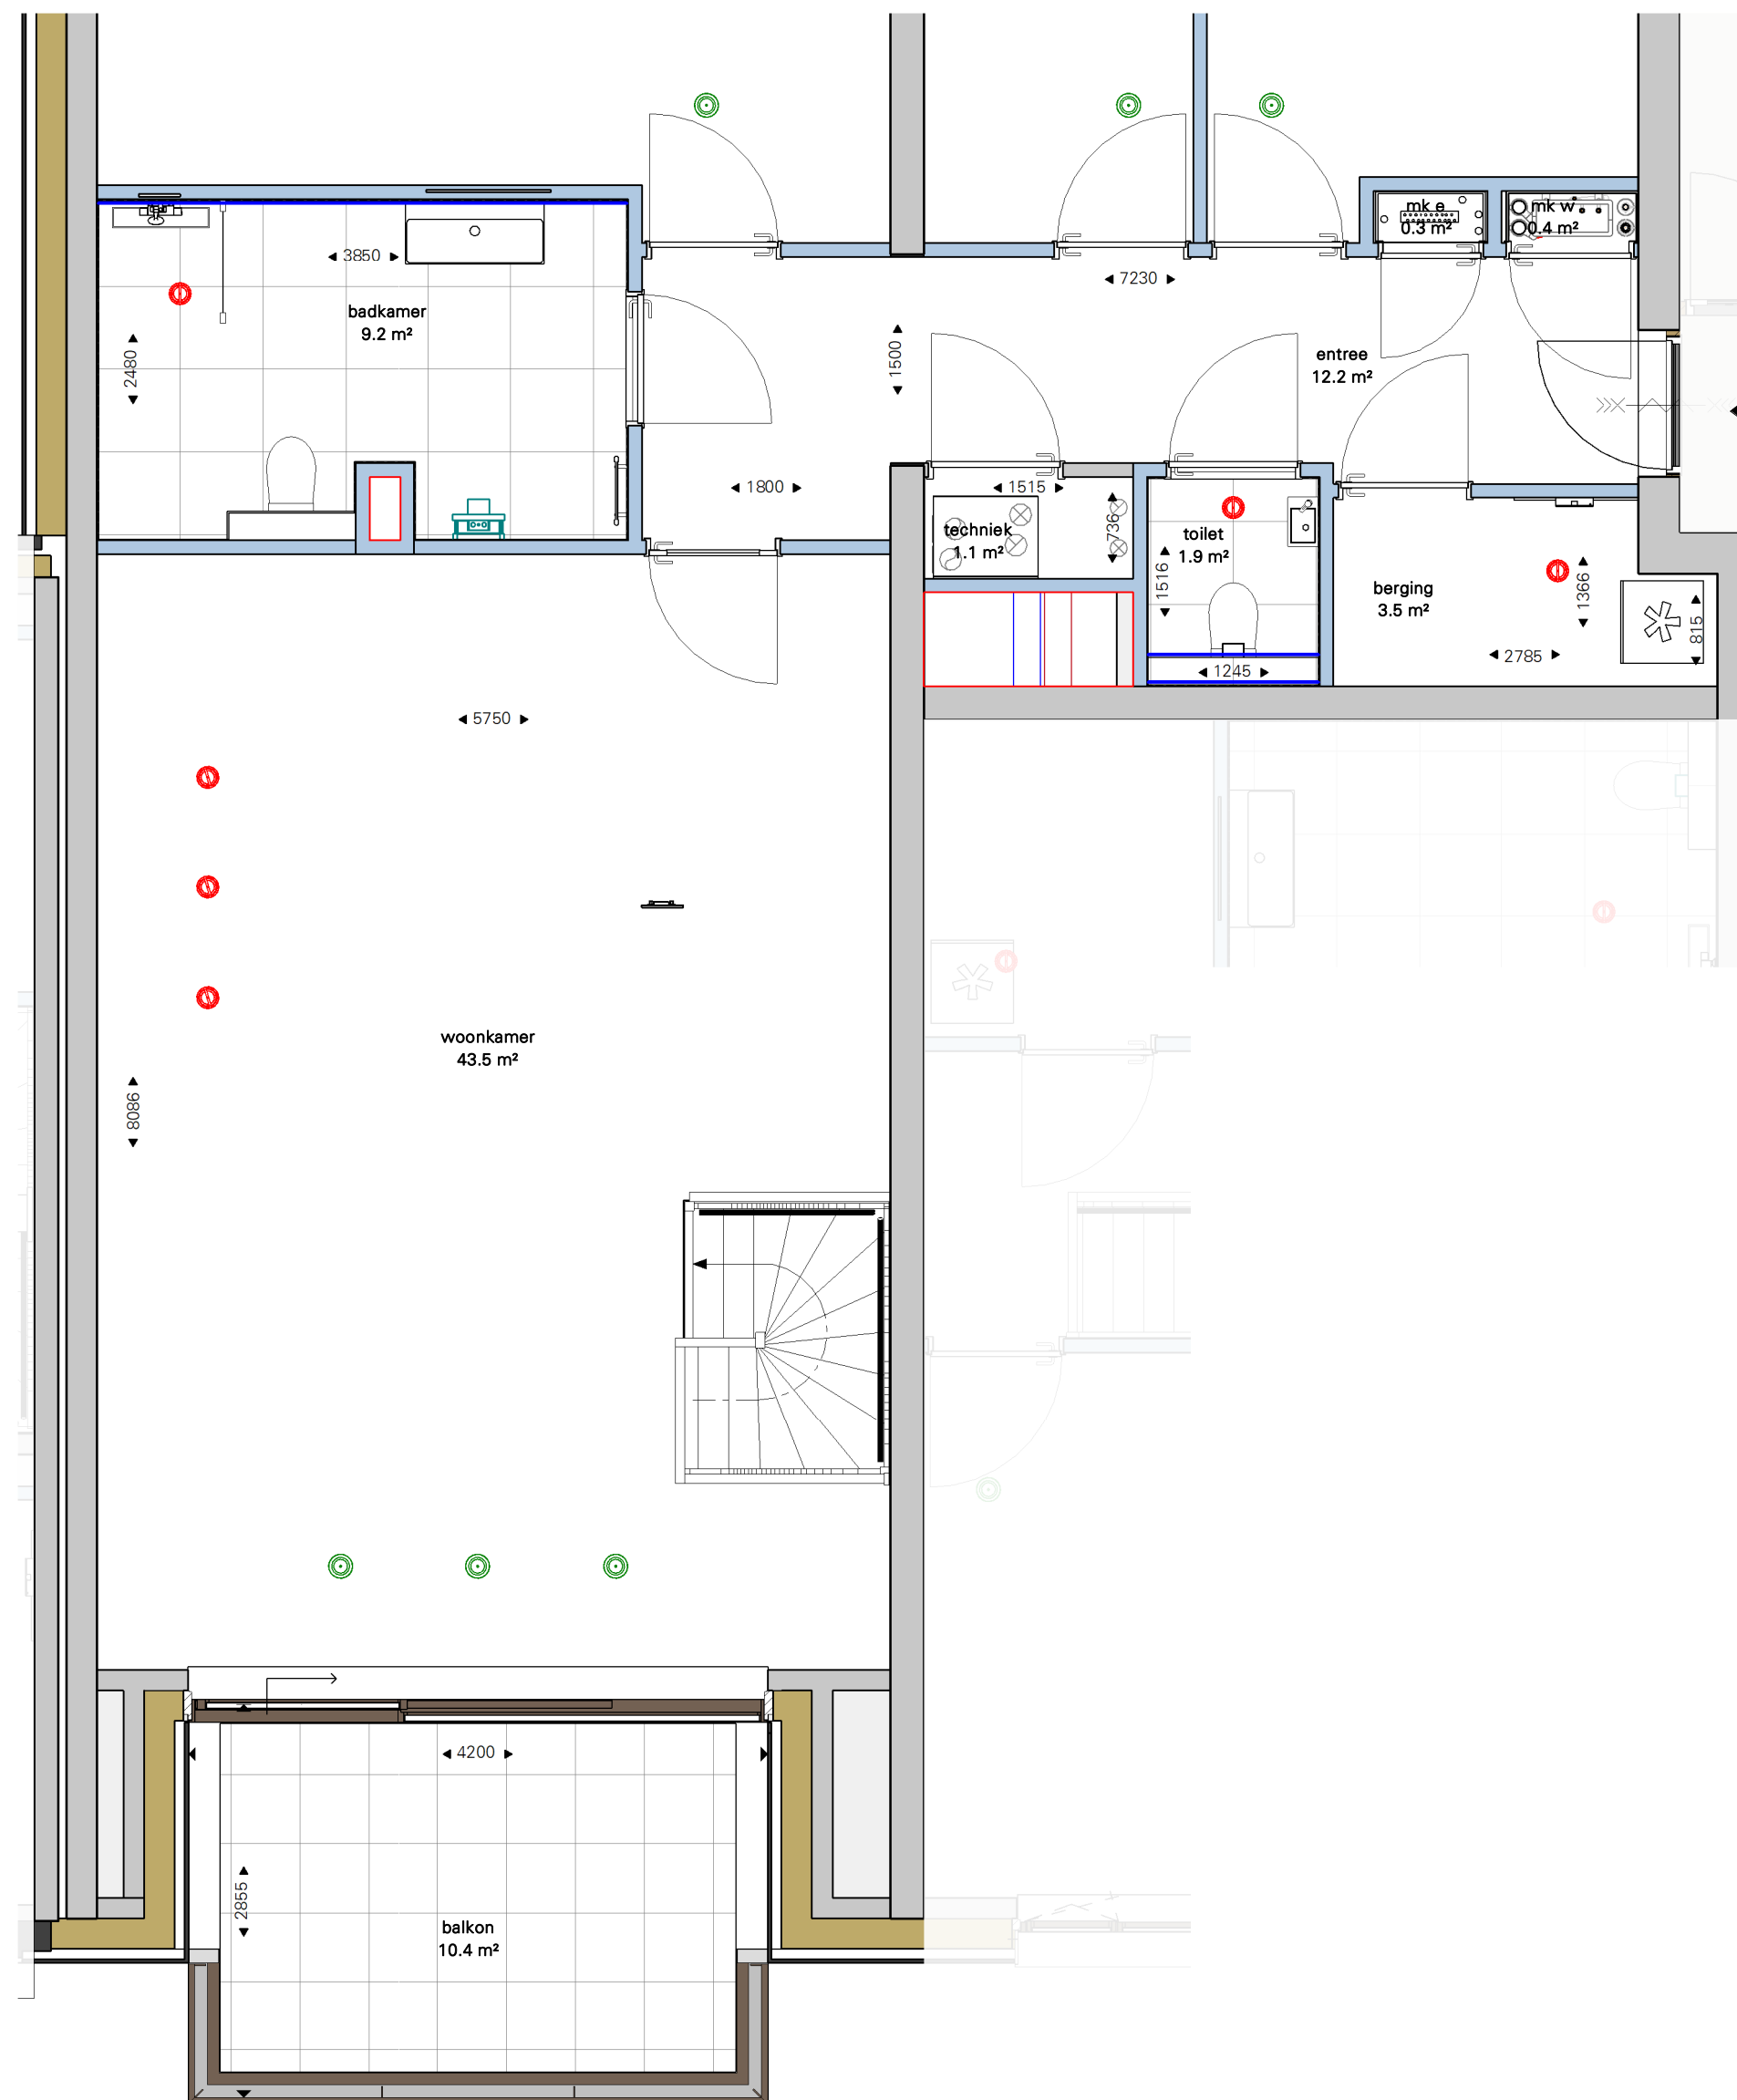 mk e
0.3 m²
mk w
0.4 m²
3850
7230
badkamer
9.2 m²
2480
1500
entree
12.2 m²
1800
1515
736
techniek
1.1 m²
toilet
1.9 m²
1516
berging
3.5 m²
1366
815
2785
1245
5750
woonkamer
43.5 m²
8086
4200
2855
balkon
10.4 m²